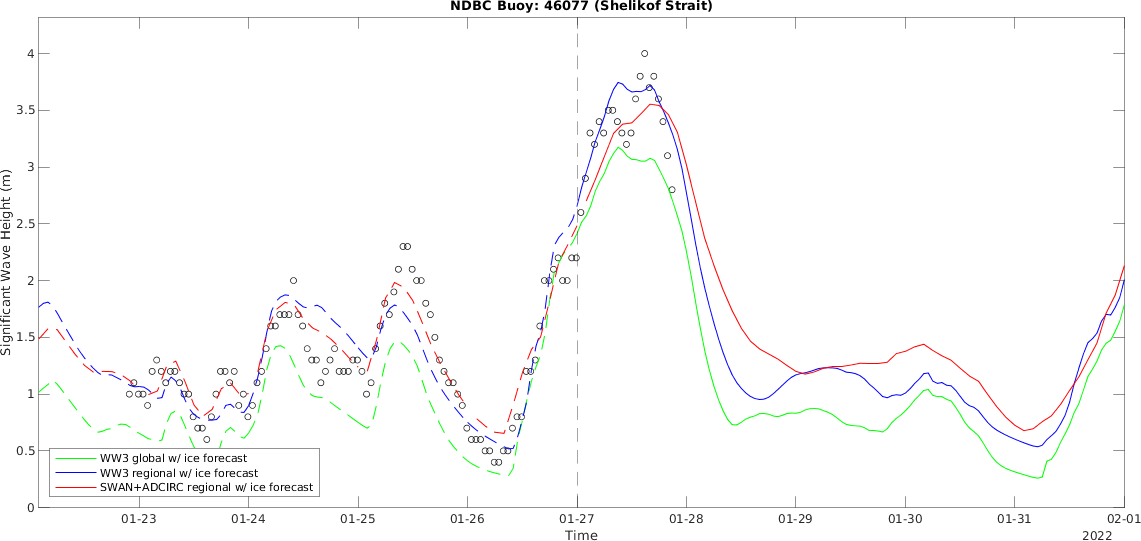 NDBC Buoy: 46077 (Shelikof Strait)
Significant Wave Height (m)
4
3.5
3
2.5
2
1.5
1
0.5
0
WW3 global w/ ice forecast
WW3 regional w/ ice forecast
SWAN+ADCIRC regional w/ ice forecast
01-23 01-24 01-25 01-26 01-27 01-28 01-29 01-30 01-31 02-01
Time
2022